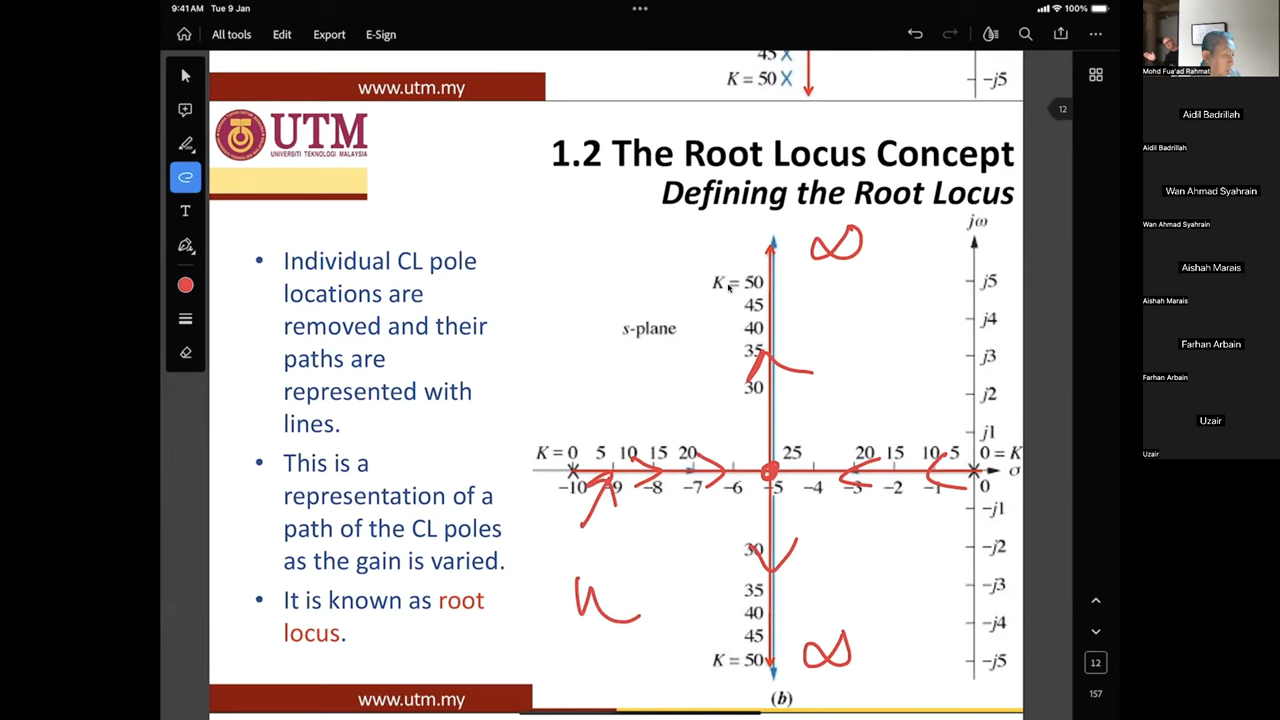 9:41 AM Tue 9 Jan
100%
All tools Edit Export E-Sign
www.utm.my
45 X
K = 50 X
−j5
12
UTM
UNIVERSITI TEKNOLOGI MALAYSIA
1.2 The Root Locus Concept
Defining the Root Locus
• Individual CL pole
locations are
removed and their
paths are
represented with
lines.
• This is a
representation of a
path of the CL poles
as the gain is varied.
• It is known as root
locus.
jω
∞
K = 50
45
40
35
30
s-plane
j5
j4
j3
j2
j1
K = 0 5 10 15 20 25 20 15 10 5 0 = K
σ
−10 −9 −8 −7 −6 −5 −4 −3 −2 −1 0
−j1
−j2
−j3
−j4
−j5
30
35
40
45
K = 50
∞
(b)
www.utm.my
12
157
Mohd Fua'ad Rahmat
Aidil Badrillah
Aidil Badrillah
Wan Ahmad Syahrain
Wan Ahmad Syahrain
Aishah Marais
Aishah Marais
Farhan Arbain
Farhan Arbain
Uzair
Uzair